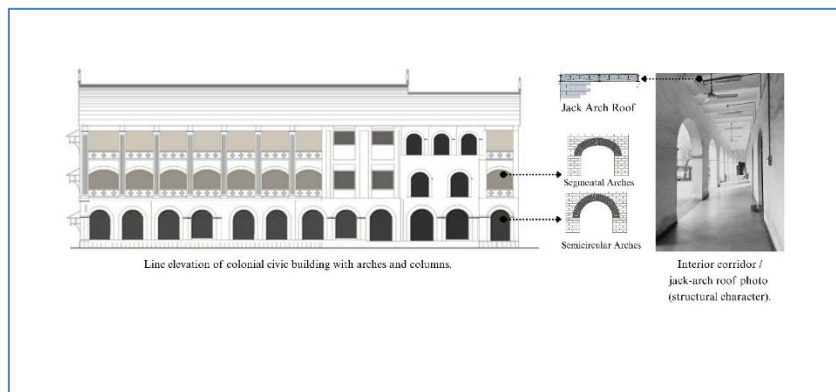 Jack Arch Roof
Segmental Arches
Semicircular Arches
Line elevation of colonial civic building with arches and columns.
Interior corridor /
jack-arch roof photo
(structural character).